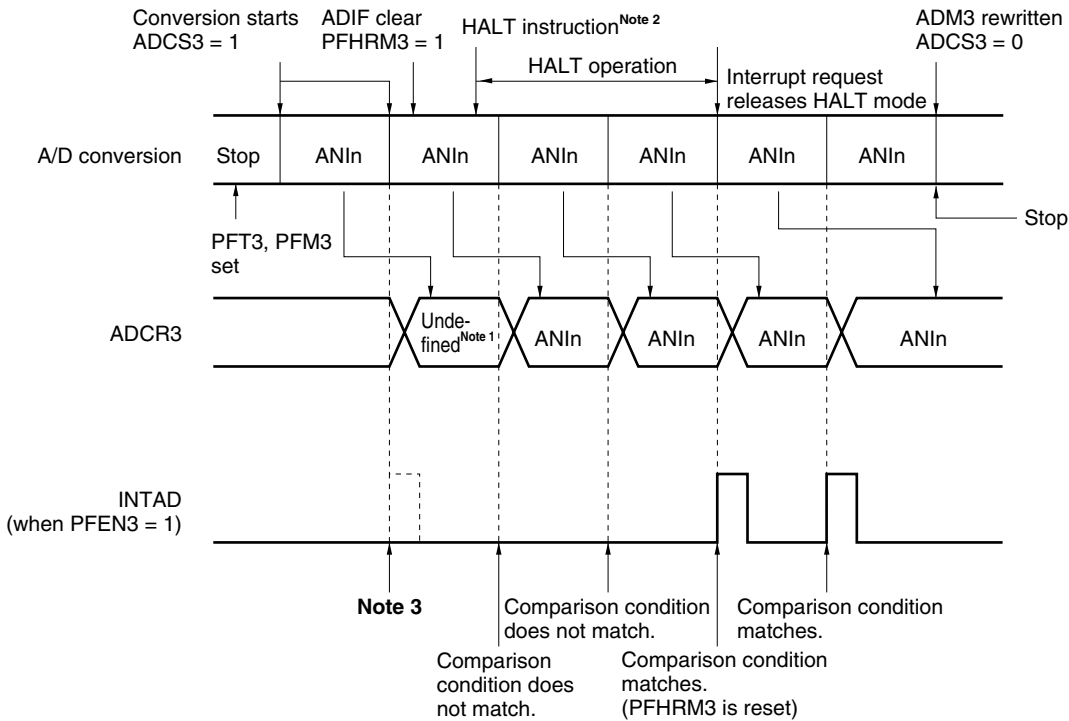 Conversion starts
ADCS3 = 1
ADIF clear
PFHRM3 = 1
HALT instruction Note 2
ADM3 rewritten
ADCS3 = 0
HALT operation
Interrupt request
releases HALT mode
A/D conversion
Stop
ANIn
ANIn
ANIn
ANIn
ANIn
ANIn
Stop
PFT3, PFM3
set
ADCR3
Unde-
fined Note 1
ANIn
ANIn
ANIn
ANIn
INTAD
(when PFEN3 = 1)
Note 3
Comparison condition
does not match.
Comparison condition
matches.
Comparison
condition does
not match.
Comparison condition
matches.
(PFHRM3 is reset)